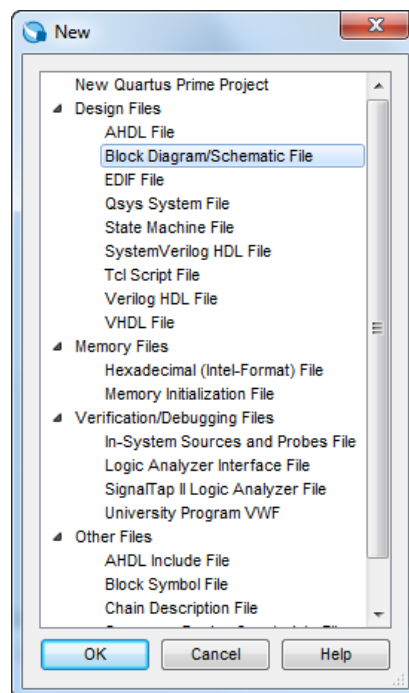 New
New Quartus Prime Project
Design Files
AHDL File
Block Diagram/Schematic File
EDIF File
Qsys System File
State Machine File
SystemVerilog HDL File
Tcl Script File
Verilog HDL File
VHDL File
Memory Files
Hexadecimal (Intel-Format) File
Memory Initialization File
Verification/Debugging Files
In-System Sources and Probes File
Logic Analyzer Interface File
SignalTap II Logic Analyzer File
University Program VWF
Other Files
AHDL Include File
Block Symbol File
Chain Description File
OK Cancel Help